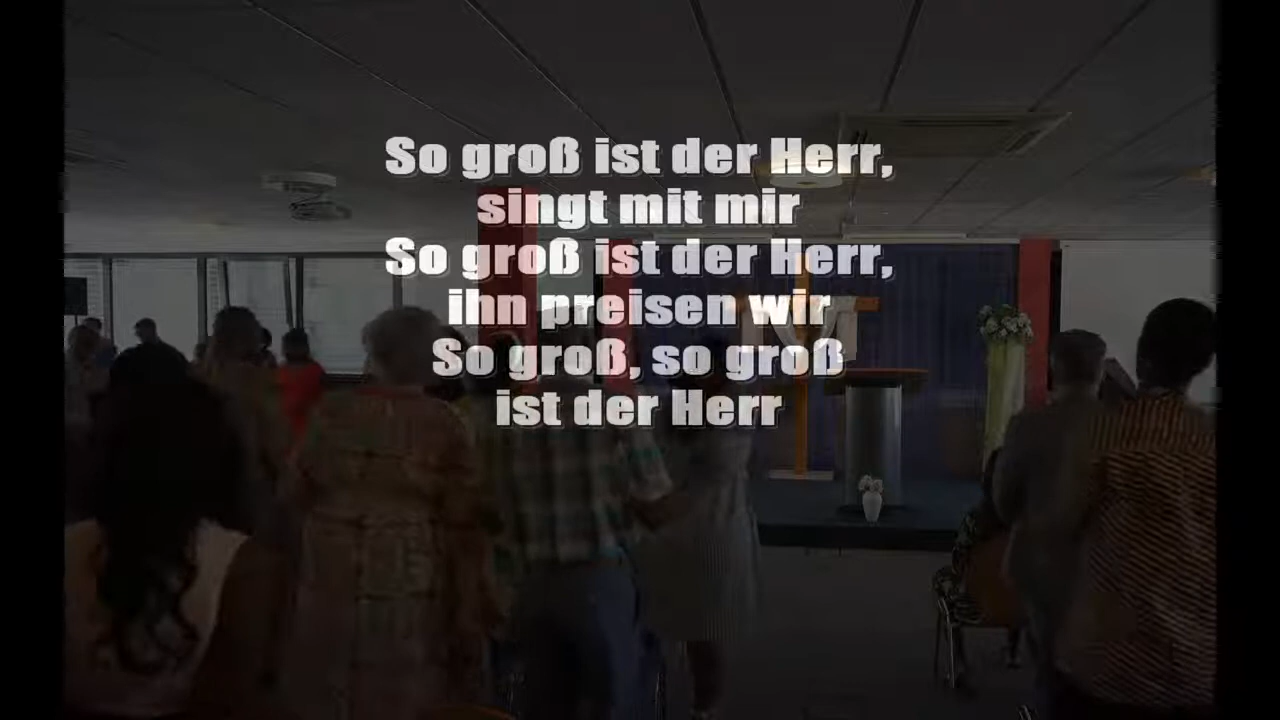 So groß ist der Herr,
singt mit mir
So groß ist der Herr,
ihn preisen wir
So groß, so groß
ist der Herr